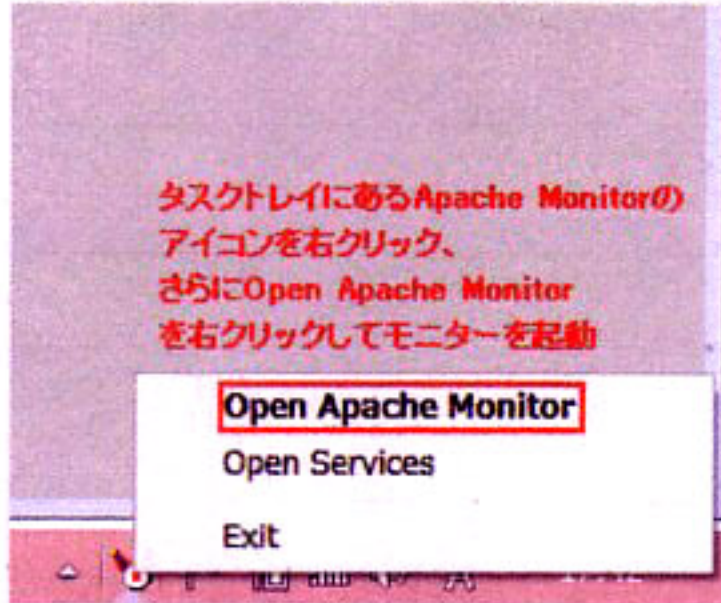 タスクトレイにあるApache Monitorの
アイコンを右クリック、
さらにOpen Apache Monitor
を右クリックしてモニターを起動
Open Apache Monitor
Open Services
Exit